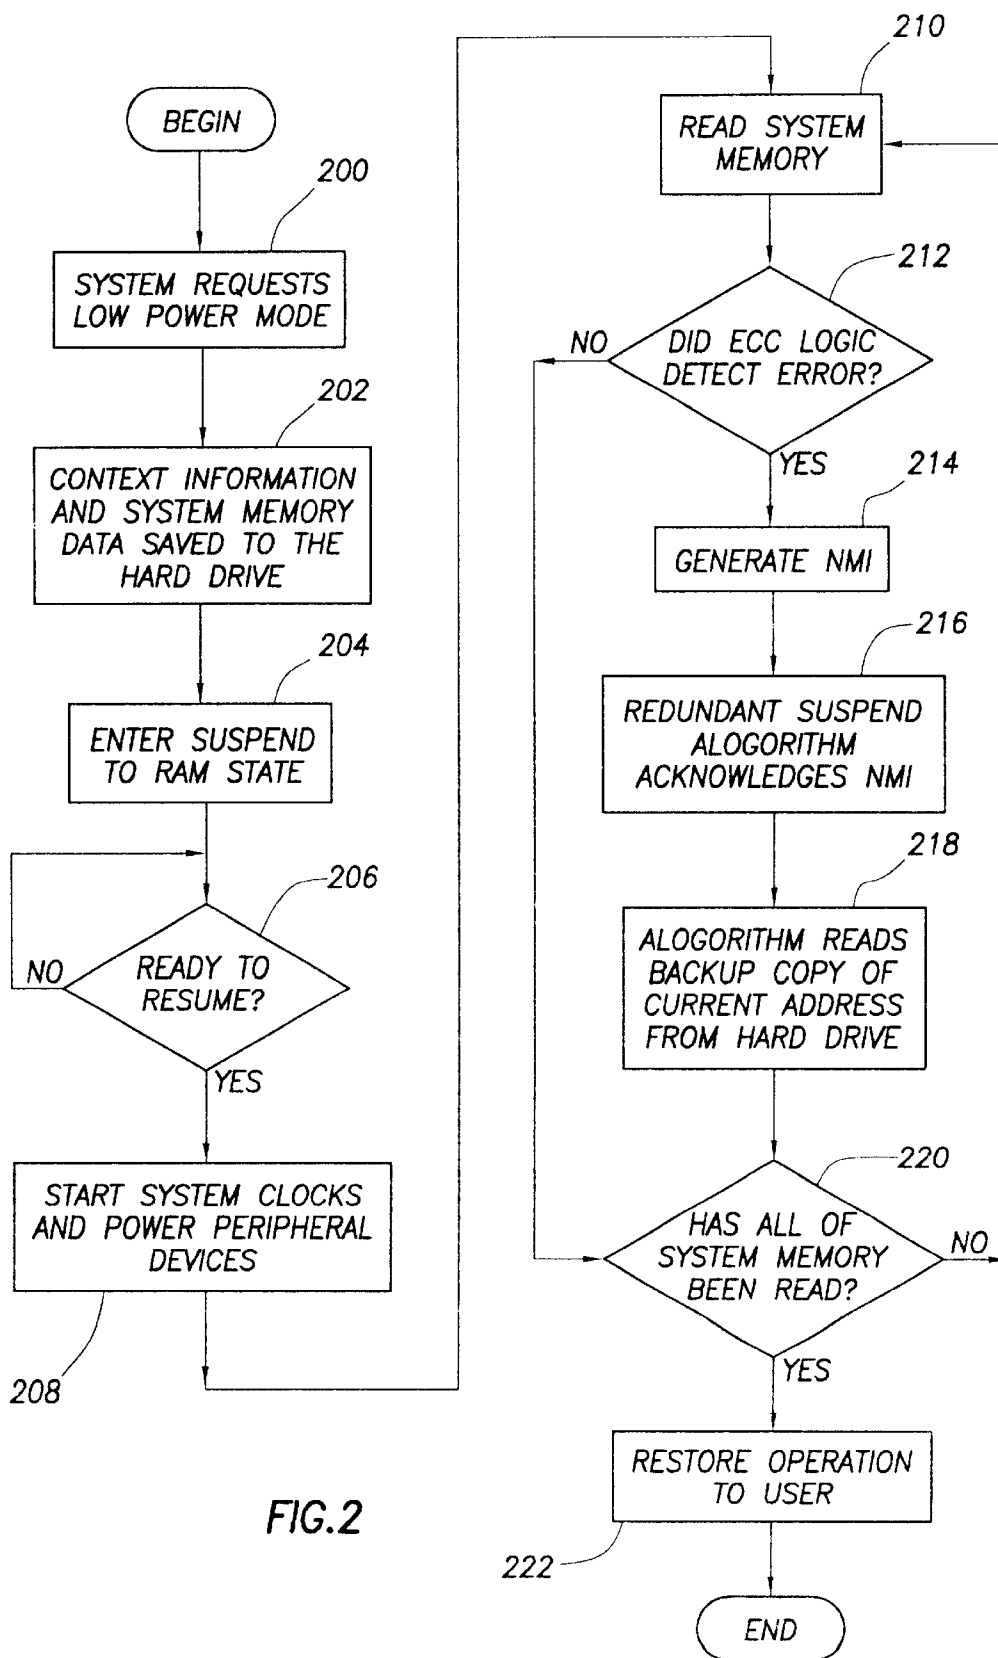 BEGIN
200
SYSTEM REQUESTS
LOW POWER MODE
202
CONTEXT INFORMATION
AND SYSTEM MEMORY
DATA SAVED TO THE
HARD DRIVE
204
ENTER SUSPEND
TO RAM STATE
206
READY TO
RESUME?
NO
YES
START SYSTEM CLOCKS
AND POWER PERIPHERAL
DEVICES
208
210
READ SYSTEM
MEMORY
212
DID ECC LOGIC
DETECT ERROR?
NO
YES
214
GENERATE NMI
216
REDUNDANT SUSPEND
ALOGORITHM
ACKNOWLEDGES NMI
218
ALOGORITHM READS
BACKUP COPY OF
CURRENT ADDRESS
FROM HARD DRIVE
220
HAS ALL OF
SYSTEM MEMORY
BEEN READ?
NO
YES
RESTORE OPERATION
TO USER
222
END
FIG.2